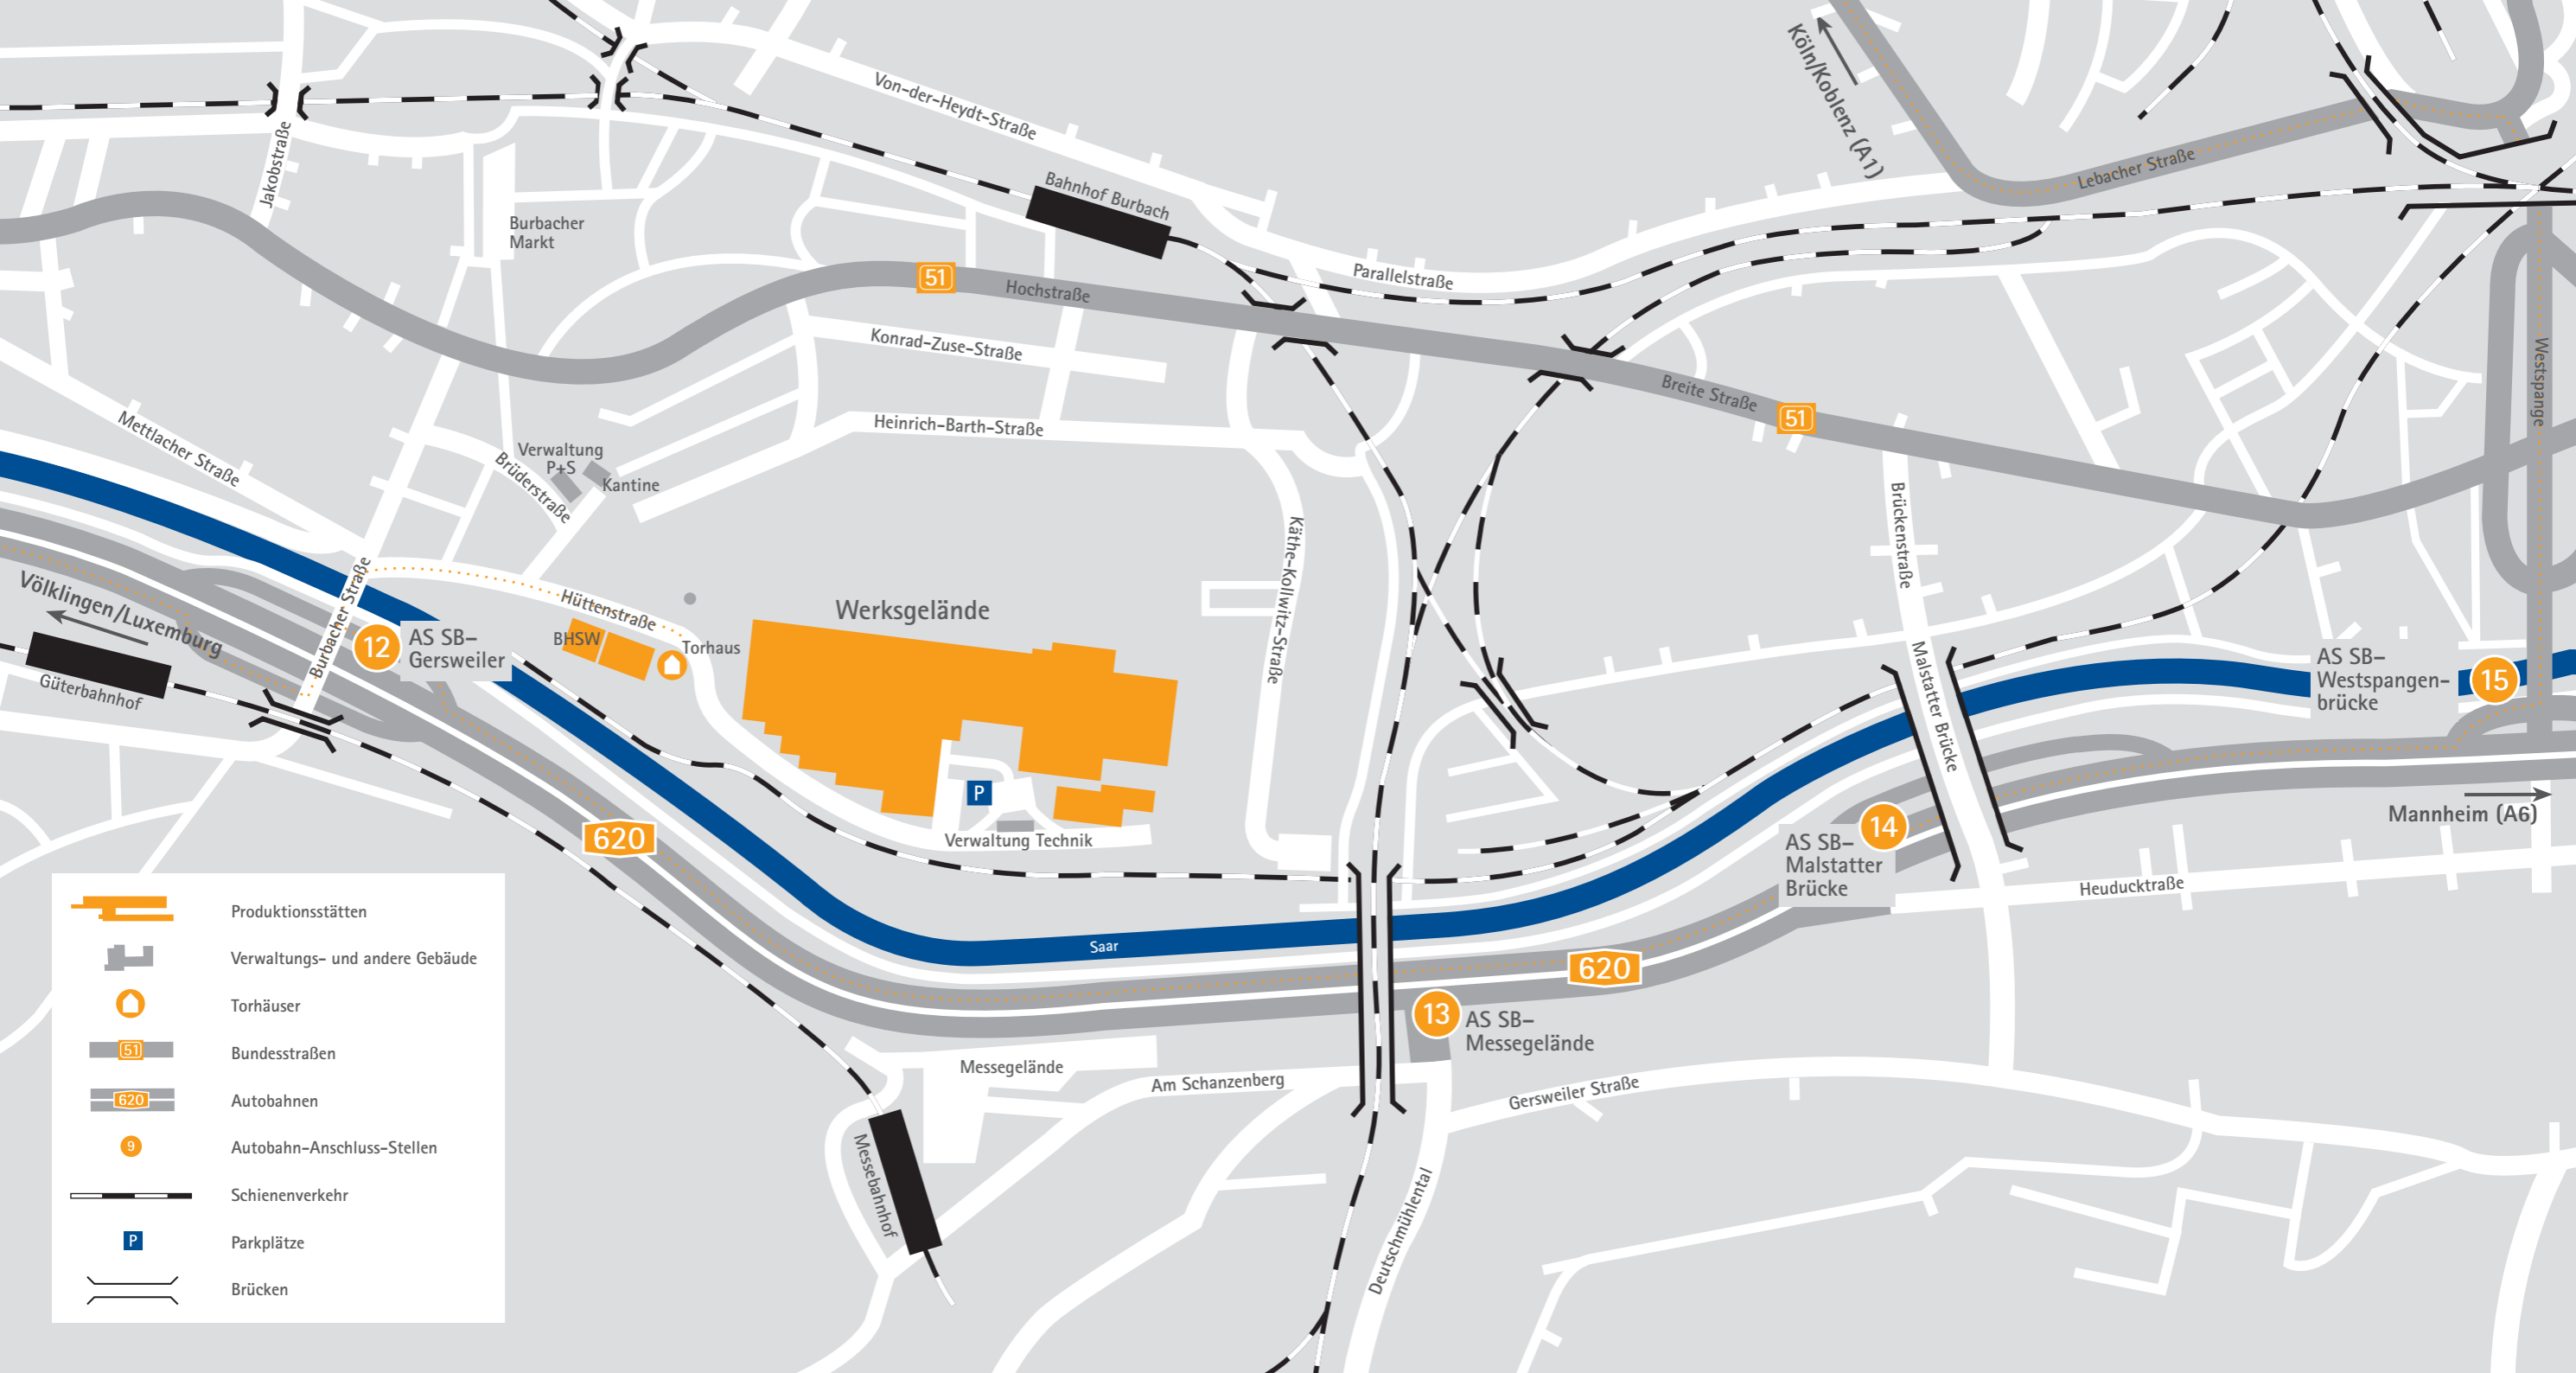 Köln/Koblenz (A1)
Von-der-Heydt-Straße
Jakobstraße
Lebacher Straße
Bahnhof Burbach
Burbacher
Markt
51
Hochstraße
Parallelstraße
Konrad-Zuse-Straße
Westspange
Breite Straße
51
Heinrich-Barth-Straße
Mettlacher Straße
Verwaltung
P+S
Kantine
Brüderstraße
Brückenstraße
Käthe-Kollwitz-Straße
Völklingen/Luxemburg
Burbacher Straße
Hüttenstraße
Werksgelände
BHSW
Torhaus
12
AS SB-
Gersweiler
Güterbahnhof
Malstatter Brücke
AS SB-
Westspangen-
brücke
15
P
Verwaltung Technik
620
14
AS SB-
Malstatter
Brücke
Mannheim (A6)
Heuducktraße
Saar
620
13
AS SB-
Messegelände
Messegelände
Am Schanzenberg
Gersweiler Straße
Messebahnhof
Deutschmühlental
Produktionsstätten
Verwaltungs- und andere Gebäude
Torhäuser
51
Bundesstraßen
620
Autobahnen
9
Autobahn-Anschluss-Stellen
Schienenverkehr
P
Parkplätze
Brücken